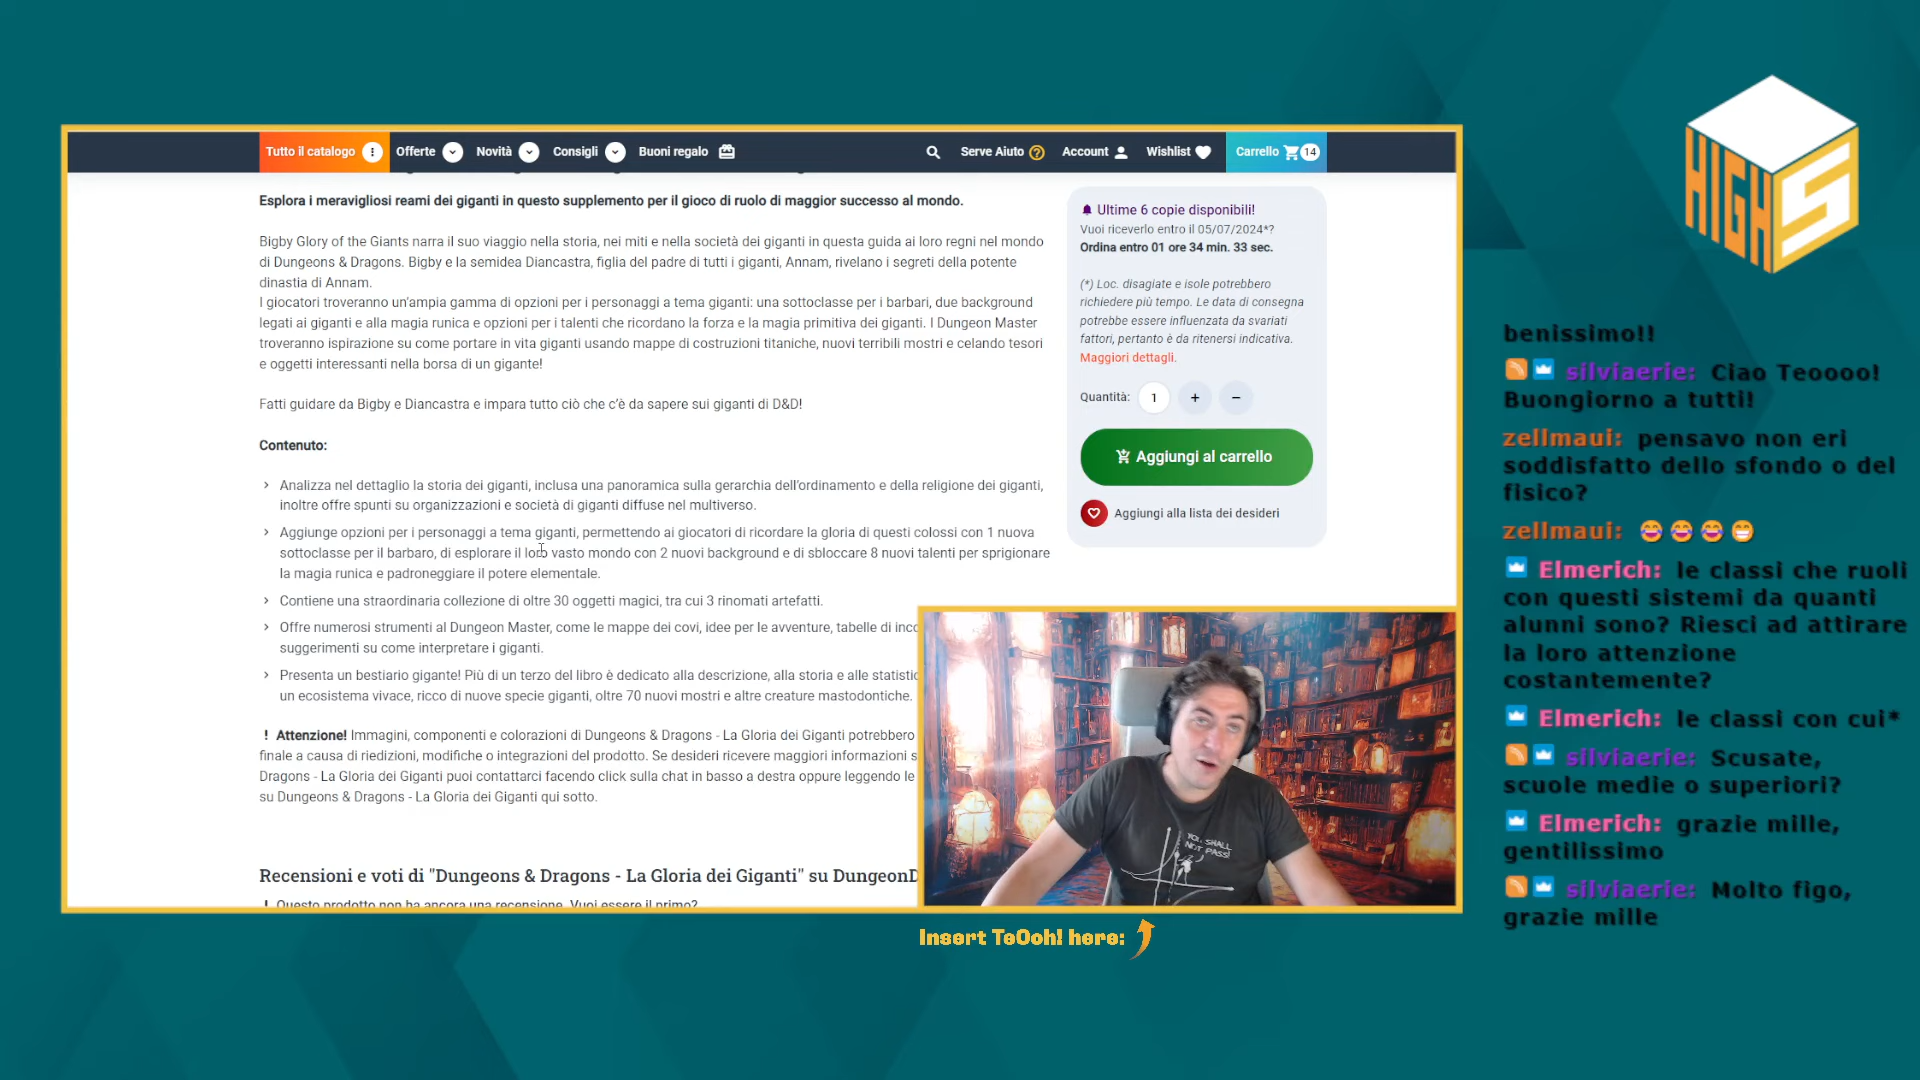 Tutto il catalogo
Offerte
Novità
Consigli
Buoni regalo
Serve Aiuto
Account
Wishlist
Carrello
14
Esplora i meravigliosi reami dei giganti in questo supplemento per il gioco di ruolo di maggior successo al mondo.
Bigby Glory of the Giants narra il suo viaggio nella storia, nei miti e nella società dei giganti in questa guida ai loro regni nel mondo
di Dungeons & Dragons. Bigby e la semidea Diancastra, figlia del padre di tutti i giganti, Annam, rivelano i segreti della potente
dinastia di Annam.
I giocatori troveranno un'ampia gamma di opzioni per i personaggi a tema giganti: una sottoclasse per i barbari, due background
legati ai giganti e alla magia runica e opzioni per i talenti che ricordano la forza e la magia primitiva dei giganti. I Dungeon Master
troveranno ispirazione su come portare in vita giganti usando mappe di costruzioni titaniche, nuovi terribili mostri e celando tesori
e oggetti interessanti nella borsa di un gigante!
Fatti guidare da Bigby e Diancastra e impara tutto ciò che c'è da sapere sui giganti di D&D!
Contenuto:
Analizza nel dettaglio la storia dei giganti, inclusa una panoramica sulla gerarchia dell'ordinamento e della religione dei giganti,
inoltre offre spunti su organizzazioni e società di giganti diffuse nel multiverso.
Aggiunge opzioni per i personaggi a tema giganti, permettendo ai giocatori di ricordare la gloria di questi colossi con 1 nuova
sottoclasse per il barbaro, di esplorare il loro vasto mondo con 2 nuovi background e di sbloccare 8 nuovi talenti per sprigionare
la magia runica e padroneggiare il potere elementale.
Contiene una straordinaria collezione di oltre 30 oggetti magici, tra cui 3 rinomati artefatti.
Offre numerosi strumenti al Dungeon Master, come le mappe dei covi, idee per le avventure, tabelle di inco
suggerimenti su come interpretare i giganti.
Presenta un bestiario gigante! Più di un terzo del libro è dedicato alla descrizione, alla storia e alle statistic
un ecosistema vivace, ricco di nuove specie giganti, oltre 70 nuovi mostri e altre creature mastodontiche.
! Attenzione! Immagini, componenti e colorazioni di Dungeons & Dragons - La Gloria dei Giganti potrebbero
finale a causa di riedizioni, modifiche o integrazioni del prodotto. Se desideri ricevere maggiori informazioni s
Dragons - La Gloria dei Giganti puoi contattarci facendo click sulla chat in basso a destra oppure leggendo le
su Dungeons & Dragons - La Gloria dei Giganti qui sotto.
Recensioni e voti di "Dungeons & Dragons - La Gloria dei Giganti" su DungeonD
! Questo prodotto non ha ancora una recensione. Vuoi essere il primo?
Ultime 6 copie disponibili!
Vuoi riceverlo entro il 05/07/2024*?
Ordina entro 01 ore 34 min. 33 sec.
(*) Loc. disagiate e isole potrebbero
richiedere più tempo. Le data di consegna
potrebbe essere influenzata da svariati
fattori, pertanto è da ritenersi indicativa.
Maggiori dettagli.
Quantità: 1 + −
Aggiungi al carrello
Aggiungi alla lista dei desideri
YOU SHALL
NOT PASS!
Insert TeOoh! here:
HIGH
5
benissimo!!
silviaerie: Ciao Teoooo!
Buongiorno a tutti!
zellmaui: pensavo non eri
soddisfatto dello sfondo o del
fisico?
zellmaui: 😂😂😂😁
Elmerich: le classi che ruoli
con questi sistemi da quanti
alunni sono? Riesci ad attirare
la loro attenzione
costantemente?
Elmerich: le classi con cui*
silviaerie: Scusate,
scuole medie o superiori?
Elmerich: grazie mille,
gentilissimo
silviaerie: Molto figo,
grazie mille